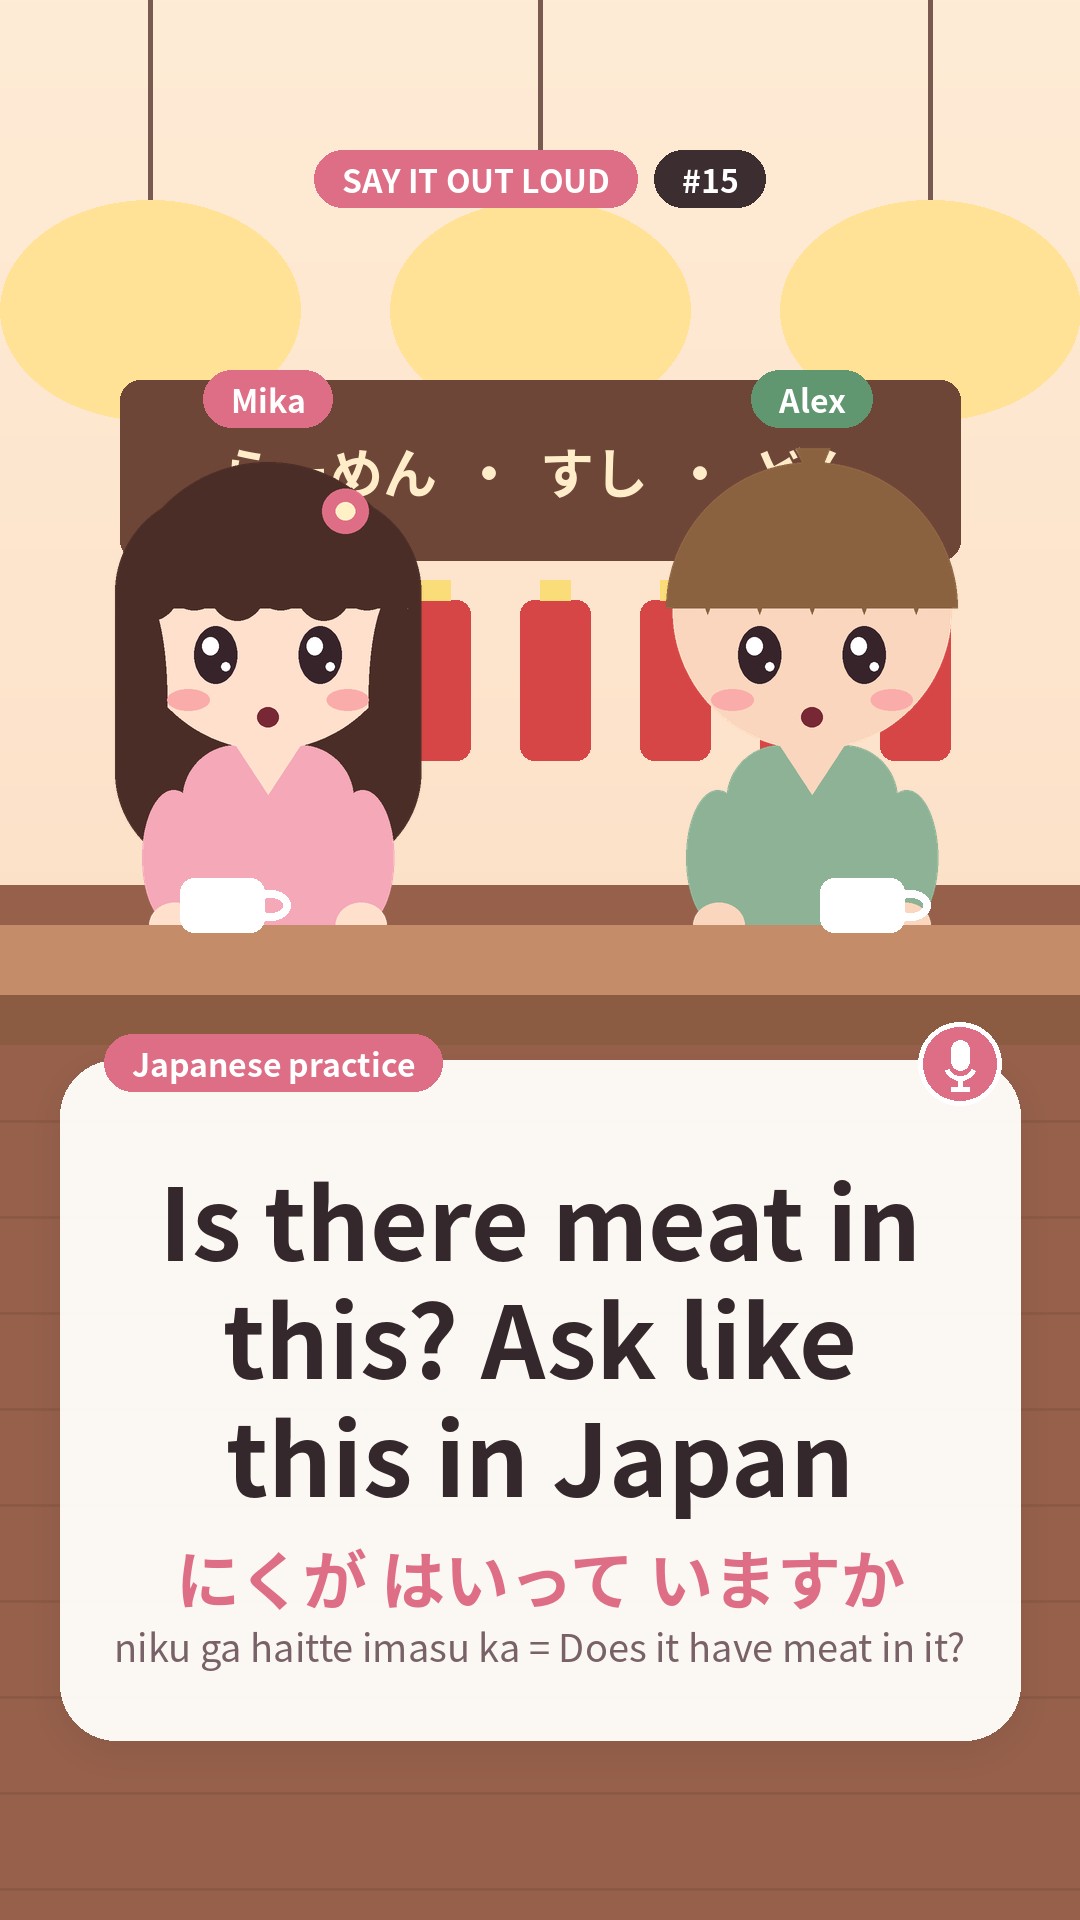 SAY IT OUT LOUD #15
Mika
Alex
めん ・ すし ・
Japanese practice
Is there meat in
this? Ask like
this in Japan
にくが はいって いますか
niku ga haitte imasu ka = Does it have meat in it?